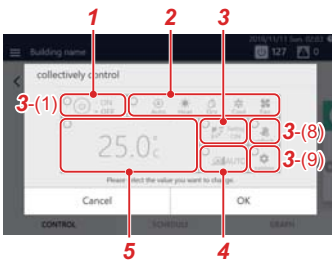 1 2 3
2018/11/11 Sun 02:03
Building name 127 0
collectively control
3-(1) ON OFF Auto Heat Dry Cool Fan 3-(8)
25.0°c AUTO 3-(9)
Please select the value you want to change.
Cancel OK
CONTROL SCHEDULE GRAPH
5 4